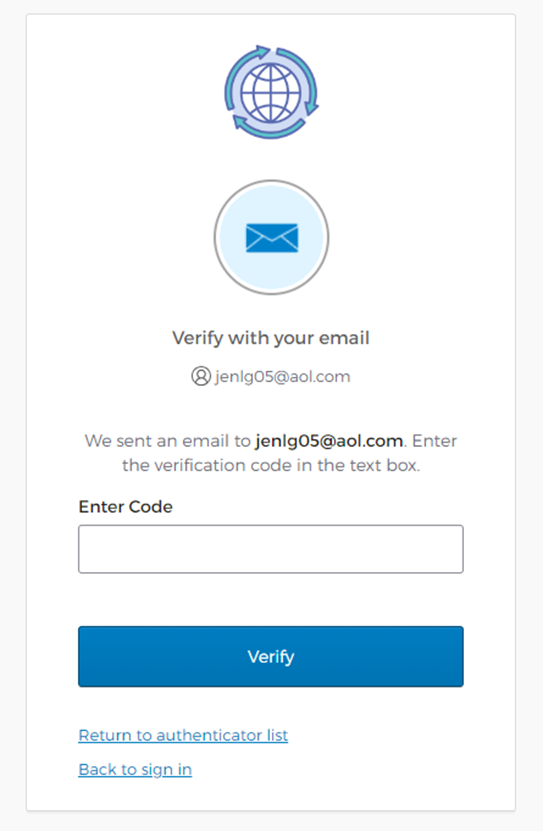 Verify with your email
jenlg05@aol.com
We sent an email to jenlg05@aol.com. Enter
the verification code in the text box.
Enter Code
Verify
Return to authenticator list
Back to sign in